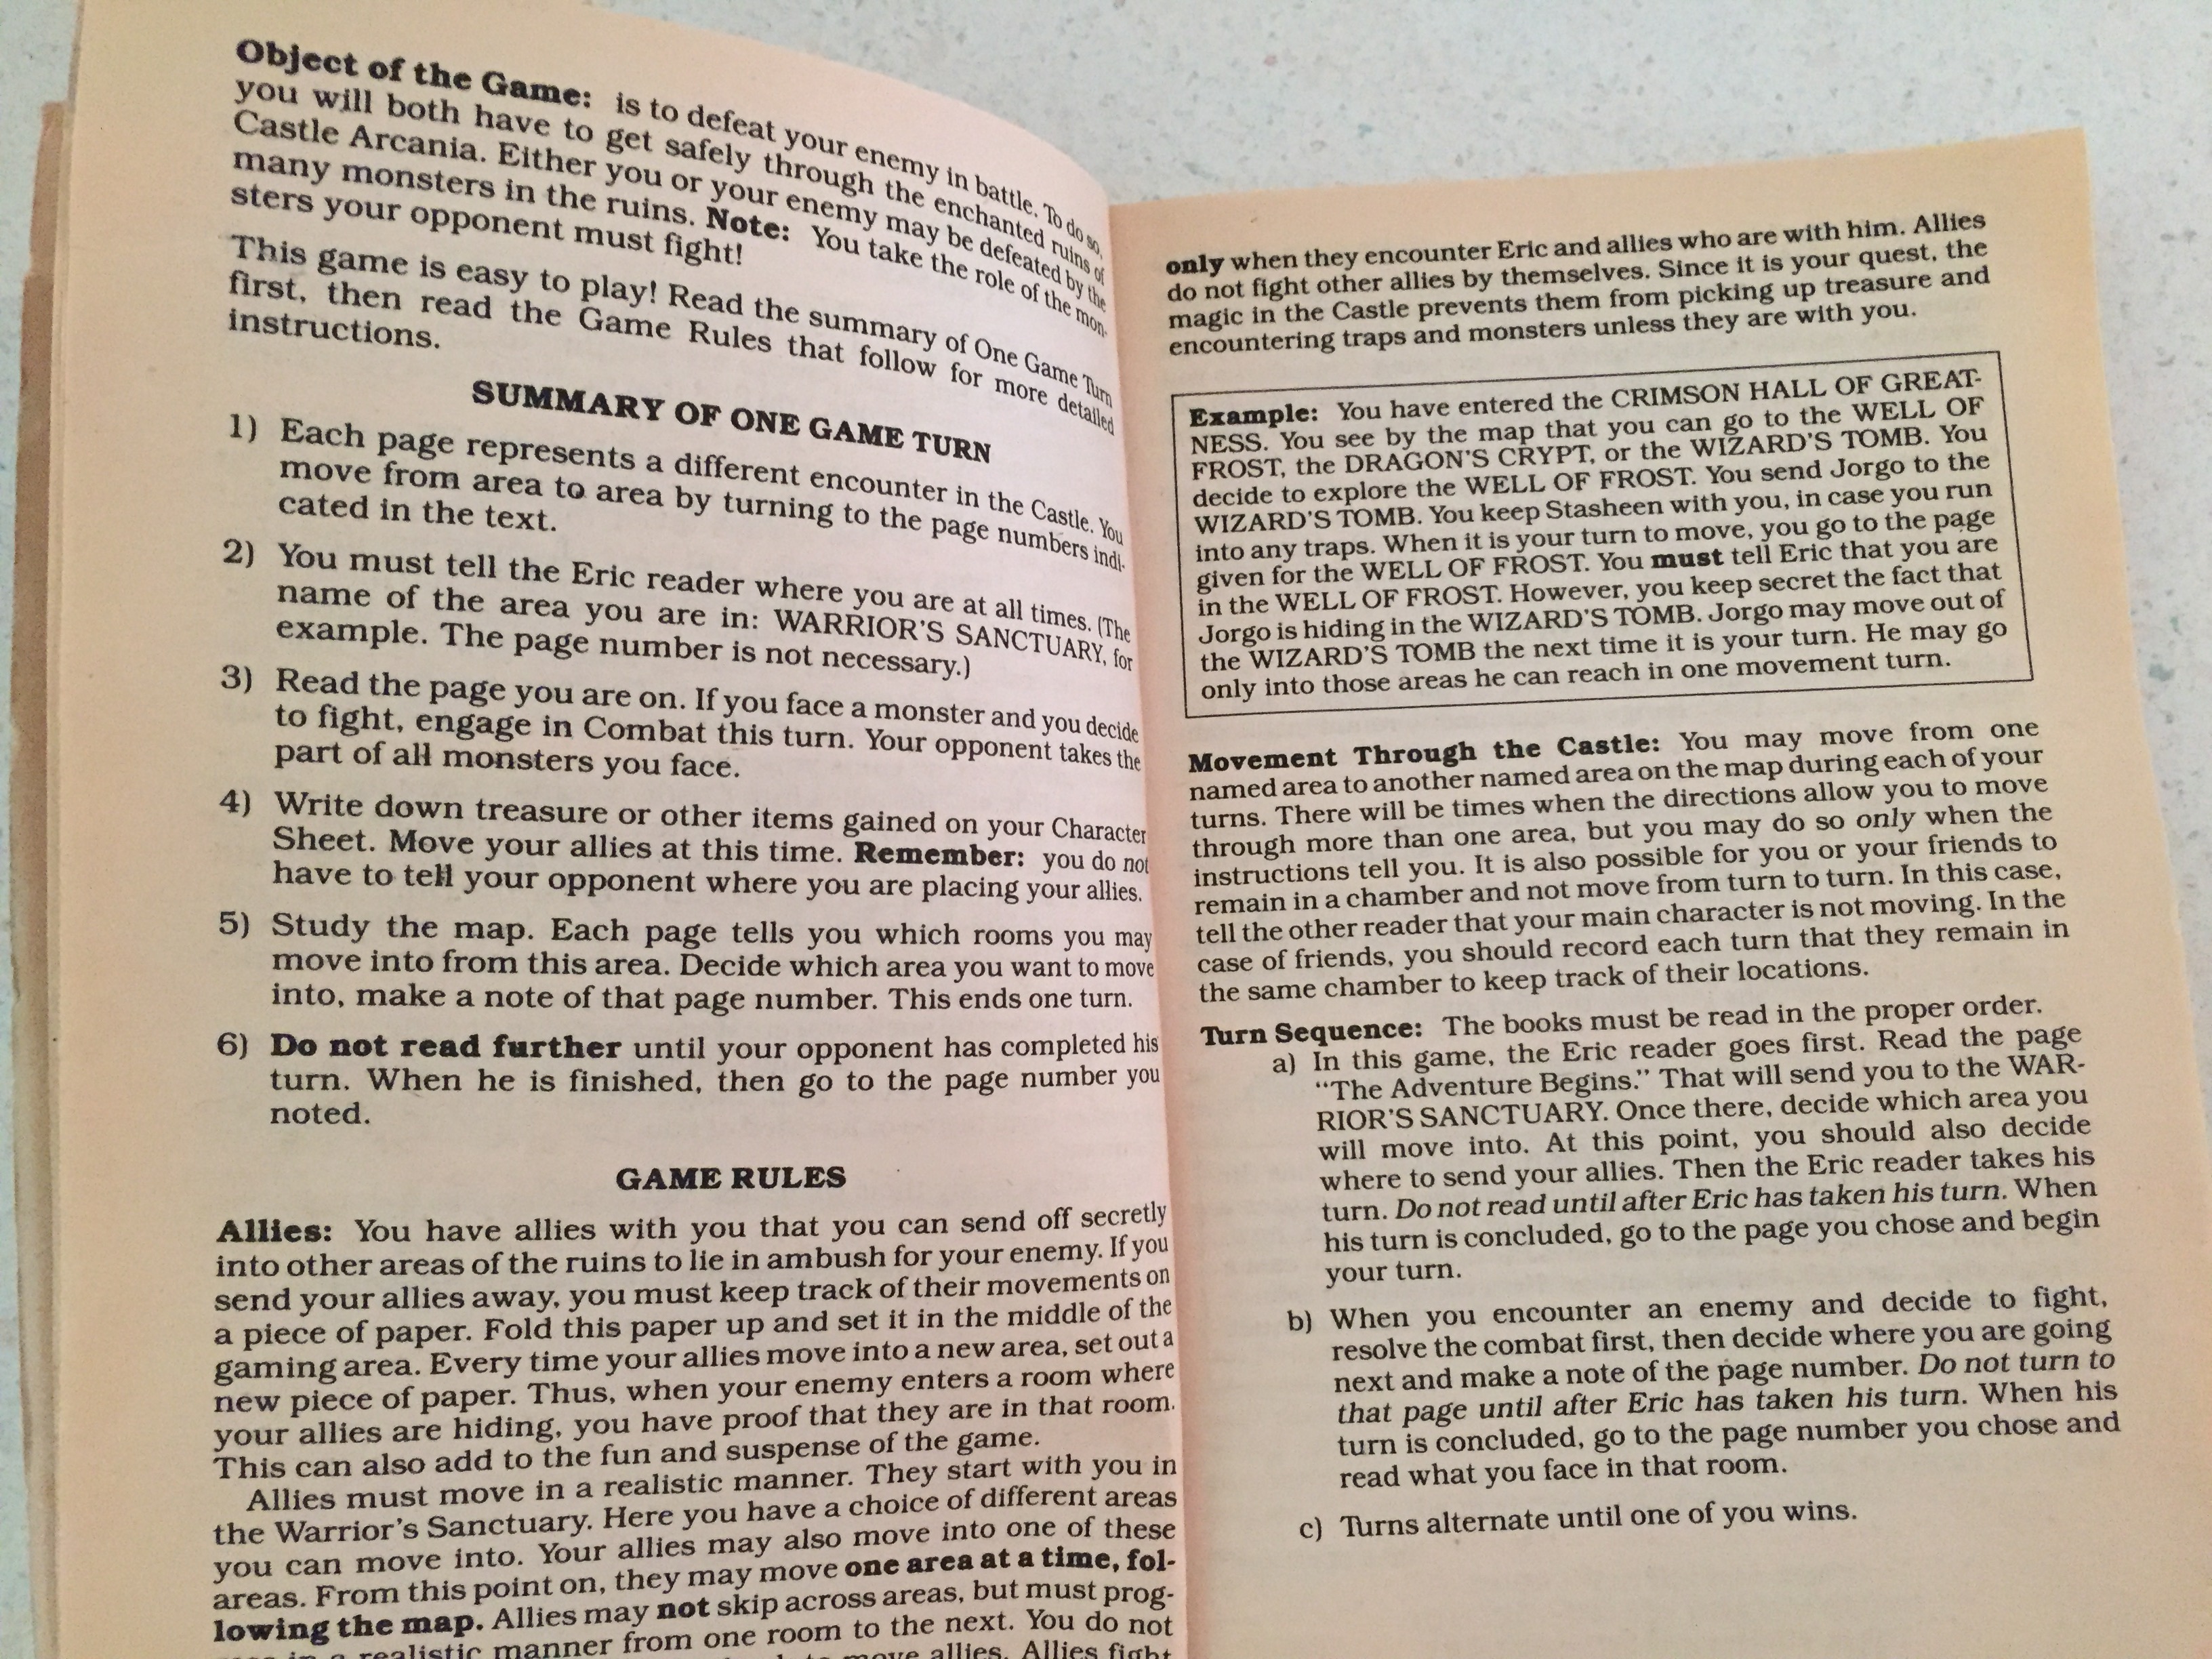 Object of the Game: is to defeat your enemy in battle. To do so,
you will both have to get safely through the enchanted ruins of
Castle Arcania. Either you or your enemy may be defeated by the
many monsters in the ruins. Note: You take the role of the mon-
sters your opponent must fight!
This game is easy to play! Read the summary of One Game Turn
first, then read the Game Rules that follow for more detailed
instructions.
SUMMARY OF ONE GAME TURN
1) Each page represents a different encounter in the Castle. You
move from area to area by turning to the page numbers indi-
cated in the text.
2) You must tell the Eric reader where you are at all times. (The
name of the area you are in: WARRIOR'S SANCTUARY, for
example. The page number is not necessary.)
3) Read the page you are on. If you face a monster and you decide
to fight, engage in Combat this turn. Your opponent takes the
part of all monsters you face.
4) Write down treasure or other items gained on your Character
Sheet. Move your allies at this time. Remember: you do not
have to tell your opponent where you are placing your allies.
5) Study the map. Each page tells you which rooms you may
move into from this area. Decide which area you want to move
into, make a note of that page number. This ends one turn.
6) Do not read further until your opponent has completed his
turn. When he is finished, then go to the page number you
noted.
GAME RULES
Allies: You have allies with you that you can send off secretly
into other areas of the ruins to lie in ambush for your enemy. If you
send your allies away, you must keep track of their movements on
a piece of paper. Fold this paper up and set it in the middle of the
gaming area. Every time your allies move into a new area, set out a
new piece of paper. Thus, when your enemy enters a room where
your allies are hiding, you have proof that they are in that room.
This can also add to the fun and suspense of the game.
Allies must move in a realistic manner. They start with you in
the Warrior's Sanctuary. Here you have a choice of different areas
you can move into. Your allies may also move into one of these
areas. From this point on, they may move one area at a time, fol-
lowing the map. Allies may not skip across areas, but must prog-
in a realistic manner from one room to the next. You do not
move allies. Allies fight
only when they encounter Eric and allies who are with him. Allies
do not fight other allies by themselves. Since it is your quest, the
magic in the Castle prevents them from picking up treasure and
encountering traps and monsters unless they are with you.
Example: You have entered the CRIMSON HALL OF GREAT-
NESS. You see by the map that you can go to the WELL OF
FROST, the DRAGON'S CRYPT, or the WIZARD'S TOMB. You
decide to explore the WELL OF FROST. You send Jorgo to the
WIZARD'S TOMB. You keep Stasheen with you, in case you run
into any traps. When it is your turn to move, you go to the page
given for the WELL OF FROST. You must tell Eric that you are
in the WELL OF FROST. However, you keep secret the fact that
Jorgo is hiding in the WIZARD'S TOMB. Jorgo may move out of
the WIZARD'S TOMB the next time it is your turn. He may go
only into those areas he can reach in one movement turn.
Movement Through the Castle: You may move from one
named area to another named area on the map during each of your
turns. There will be times when the directions allow you to move
through more than one area, but you may do so only when the
instructions tell you. It is also possible for you or your friends to
remain in a chamber and not move from turn to turn. In this case,
tell the other reader that your main character is not moving. In the
case of friends, you should record each turn that they remain in
the same chamber to keep track of their locations.
Turn Sequence: The books must be read in the proper order.
a) In this game, the Eric reader goes first. Read the page
"The Adventure Begins." That will send you to the WAR-
RIOR'S SANCTUARY. Once there, decide which area you
will move into. At this point, you should also decide
where to send your allies. Then the Eric reader takes his
turn. Do not read until after Eric has taken his turn. When
his turn is concluded, go to the page you chose and begin
your turn.
b) When you encounter an enemy and decide to fight,
resolve the combat first, then decide where you are going
next and make a note of the page number. Do not turn to
that page until after Eric has taken his turn. When his
turn is concluded, go to the page number you chose and
read what you face in that room.
c) Turns alternate until one of you wins.